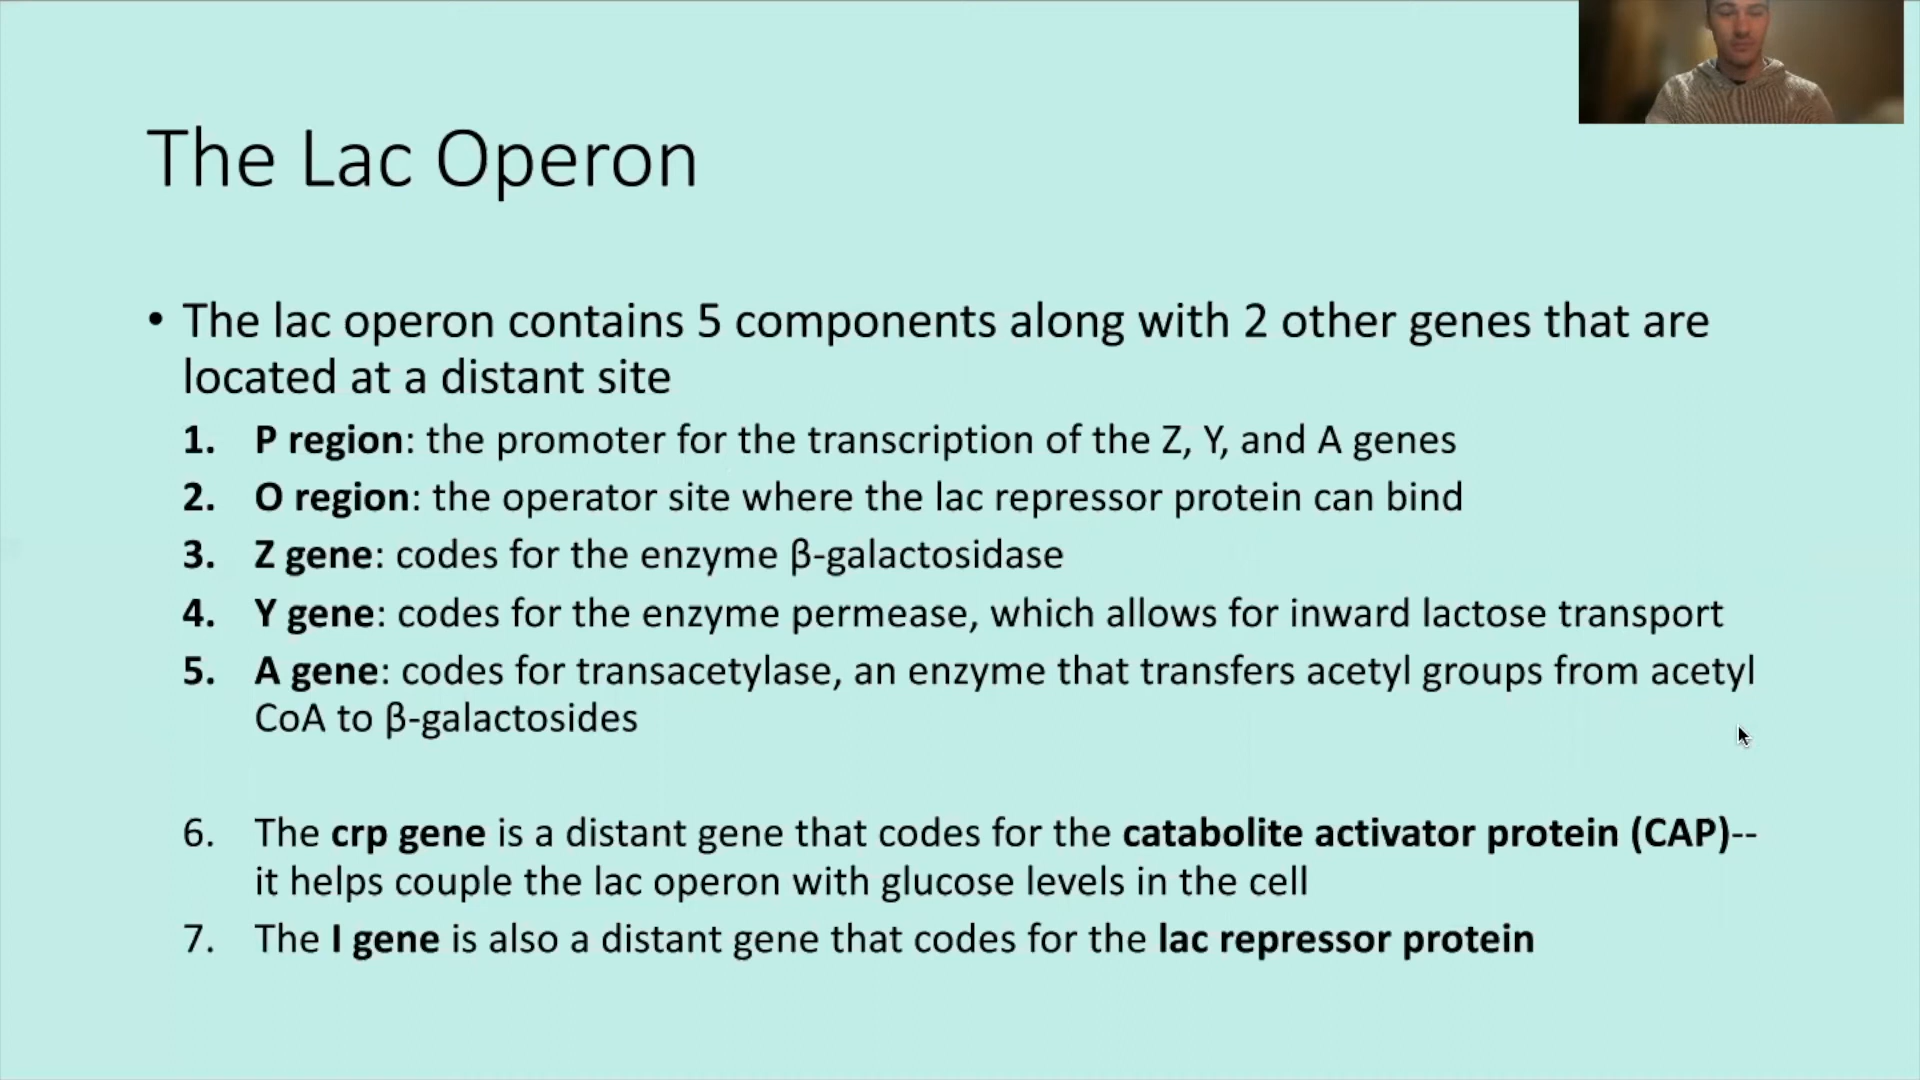 The Lac Operon
• The lac operon contains 5 components along with 2 other genes that are
located at a distant site
1. P region: the promoter for the transcription of the Z, Y, and A genes
2. O region: the operator site where the lac repressor protein can bind
3. Z gene: codes for the enzyme β-galactosidase
4. Y gene: codes for the enzyme permease, which allows for inward lactose transport
5. A gene: codes for transacetylase, an enzyme that transfers acetyl groups from acetyl
CoA to β-galactosides
6. The crp gene is a distant gene that codes for the catabolite activator protein (CAP)--
it helps couple the lac operon with glucose levels in the cell
7. The I gene is also a distant gene that codes for the lac repressor protein